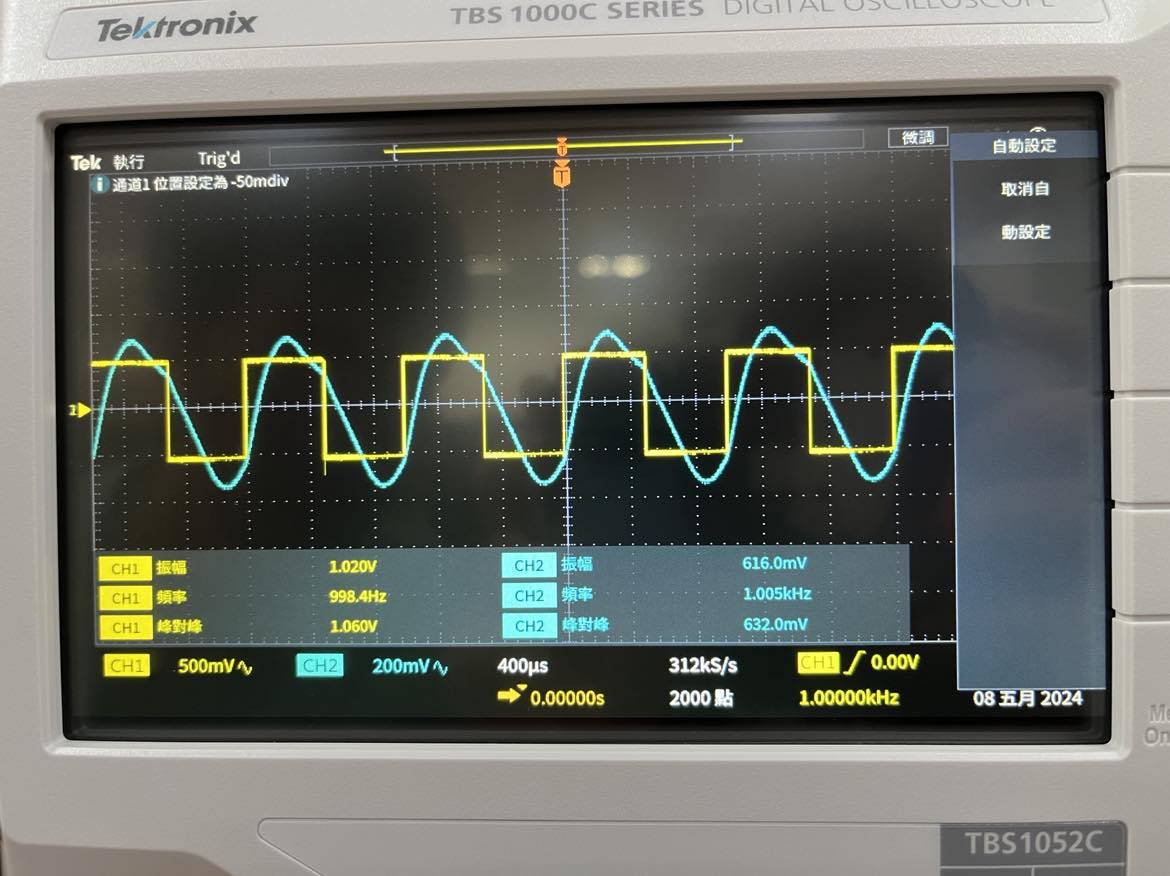 Tektronix TBS 1000C SERIES DIGITAL OSCILLOSCOPE
Tek 執行 Trig'd T 微調 自動設定
i 通道1 位置設定為 -50mdiv T 取消自
動設定
1
CH1 振幅 1.020V CH2 振幅 616.0mV
CH1 頻率 998.4Hz CH2 頻率 1.005kHz
CH1 峰對峰 1.060V CH2 峰對峰 632.0mV
CH1 500mV CH2 200mV 400μs 312kS/s CH1 0.00V
0.00000s 2000 點 1.00000kHz 08 五月 2024
TBS1052C